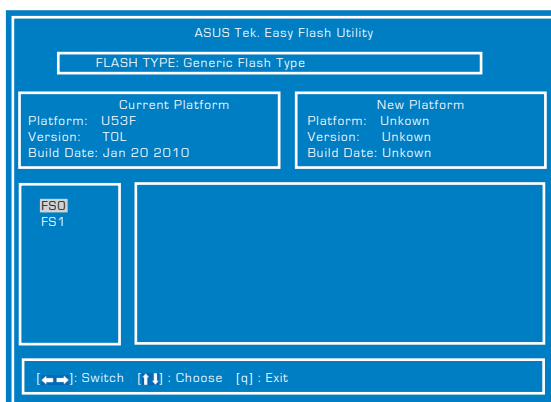 ASUS Tek. Easy Flash Utility
FLASH TYPE: Generic Flash Type
Current Platform
Platform: U53F
Version: TOL
Build Date: Jan 20 2010
New Platform
Platform: Unkown
Version: Unkown
Build Date: Unkown
FS0
FS1
[←→]: Switch [↑↓] : Choose [q] : Exit